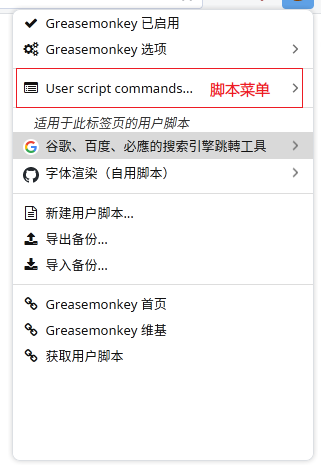 Greasemonkey 已启用
Greasemonkey 选项
User script commands... 脚本菜单
适用于此标签页的用户脚本
谷歌、百度、必應的搜索引擎跳轉工具
字体渲染（自用脚本）
新建用户脚本...
导出备份...
导入备份...
Greasemonkey 首页
Greasemonkey 维基
获取用户脚本